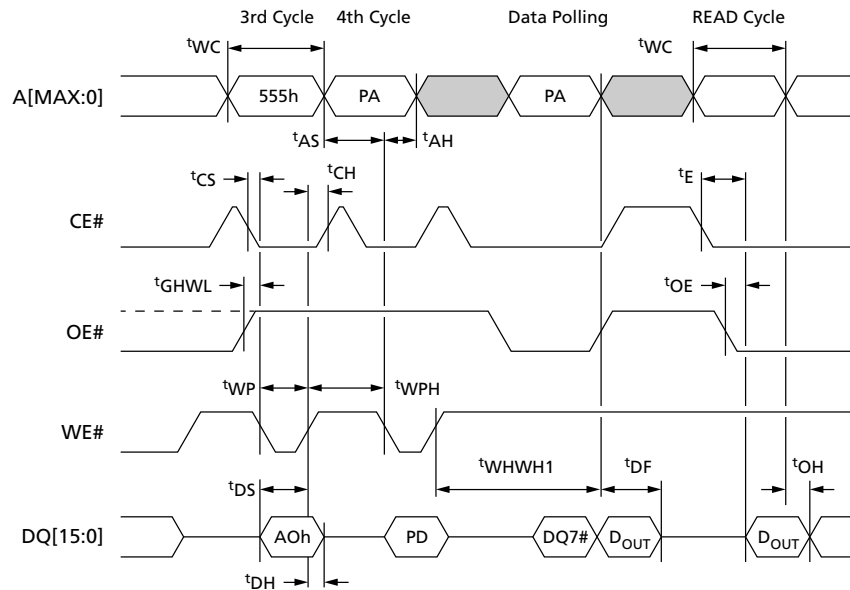 3rd Cycle 4th Cycle Data Polling READ Cycle
tWC tWC
A[MAX:0] 555h PA PA
tAS tAH
tCS tCH tE
CE#
tGHWL tOE
OE#
tWP tWPH
WE#
tWHWH1 tDF tOH
tDS
DQ[15:0] AOh PD DQ7# DOUT DOUT
tDH